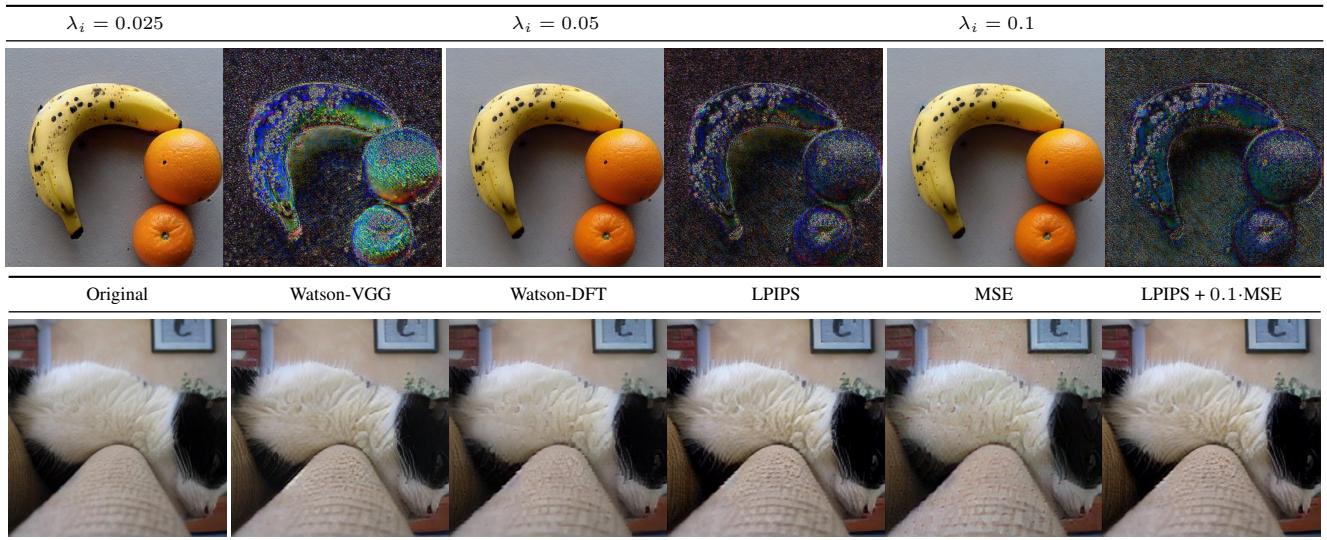 λᵢ = 0.025 λᵢ = 0.05 λᵢ = 0.1
Original Watson-VGG Watson-DFT LPIPS MSE LPIPS + 0.1·MSE